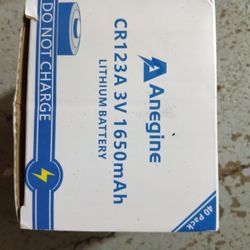 Anegine
CR123A 3V 1650mAh
LITHIUM BATTERY
DO NOT CHARGE
40 Pack